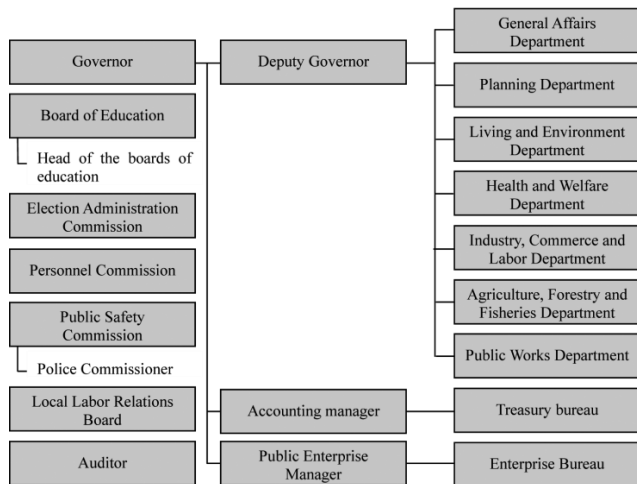 Governor
Board of Education
Head of the boards of
education
Election Administration
Commission
Personnel Commission
Public Safety
Commission
Police Commissioner
Local Labor Relations
Board
Auditor
Deputy Governor
Accounting manager
Public Enterprise
Manager
General Affairs
Department
Planning Department
Living and Environment
Department
Health and Welfare
Department
Industry, Commerce and
Labor Department
Agriculture, Forestry and
Fisheries Department
Public Works Department
Treasury bureau
Enterprise Bureau